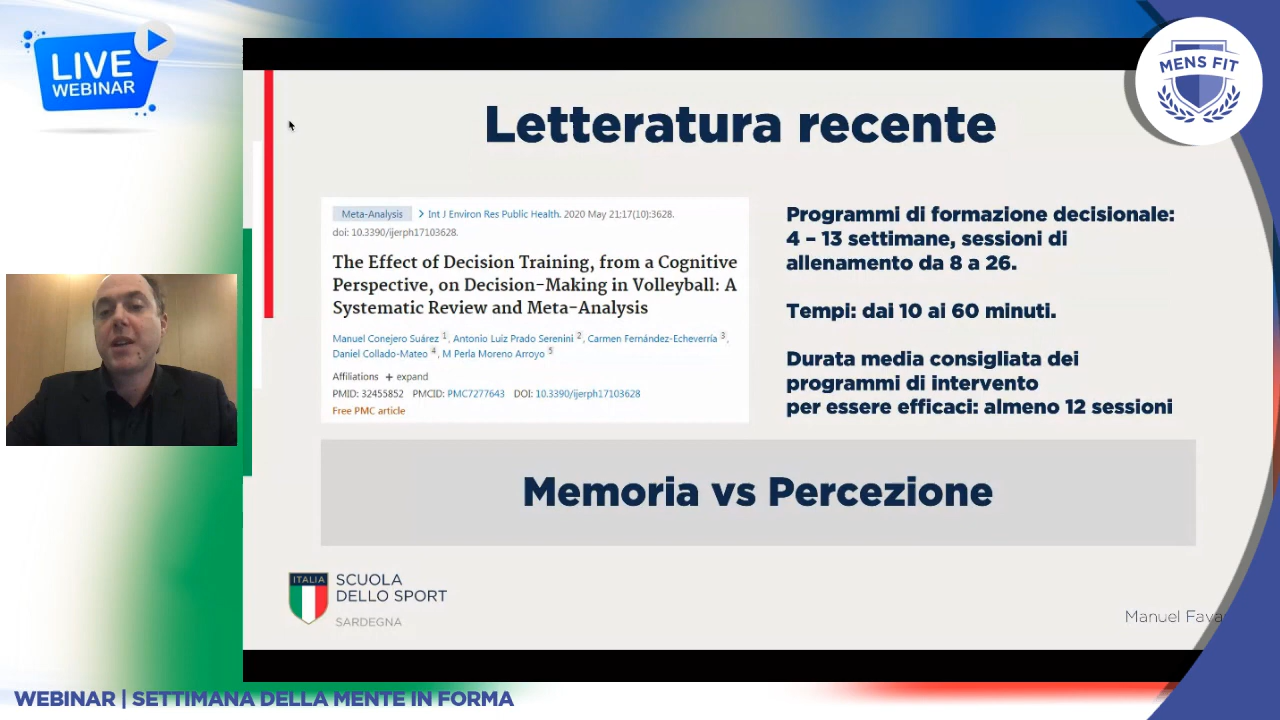 LIVE
WEBINAR
MENS FIT
Letteratura recente
Meta-Analysis > Int J Environ Res Public Health. 2020 May 21;17(10):3628.
doi: 10.3390/ijerph17103628.
The Effect of Decision Training, from a Cognitive
Perspective, on Decision-Making in Volleyball: A
Systematic Review and Meta-Analysis
Manuel Conejero Suárez 1, Antonio Luiz Prado Serenini 2, Carmen Fernández-Echeverría 3,
Daniel Collado-Mateo 4, M Perla Moreno Arroyo 5
Affiliations + expand
PMID: 32455852 PMCID: PMC7277643 DOI: 10.3390/ijerph17103628
Free PMC article
Programmi di formazione decisionale:
4 – 13 settimane, sessioni di
allenamento da 8 a 26.
Tempi: dai 10 ai 60 minuti.
Durata media consigliata dei
programmi di intervento
per essere efficaci: almeno 12 sessioni
Memoria vs Percezione
ITALIA
SCUOLA
DELLO SPORT
SARDEGNA
Manuel Fava
WEBINAR | SETTIMANA DELLA MENTE IN FORMA